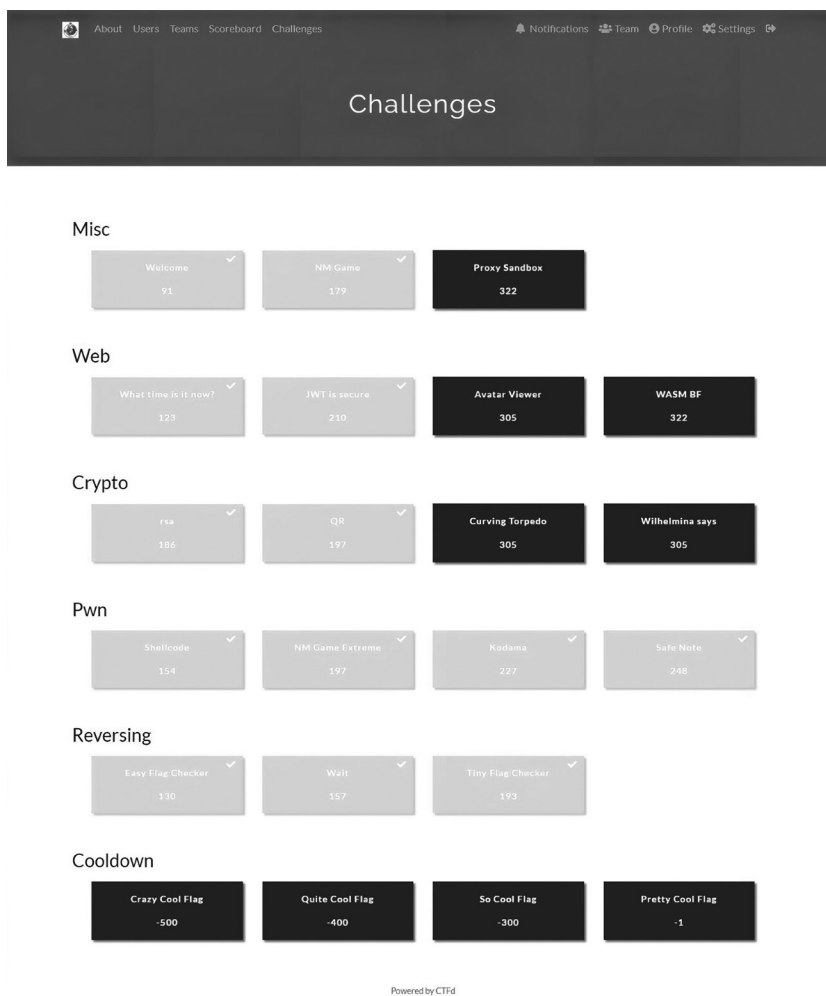 About Users Teams Scoreboard Challenges Notifications Team Profile Settings
Challenges
Misc
Welcome NM Game Proxy Sandbox
91 179 322
Web
What time is it now? JWT is secure Avatar Viewer WASM BF
123 210 305 322
Crypto
rsa QR Curving Torpedo Wilhelmina says
186 197 305 305
Pwn
Shellcode NM Game Extreme Kodama Safe Note
154 197 227 248
Reversing
Easy Flag Checker Wait Tiny Flag Checker
130 157 193
Cooldown
Crazy Cool Flag Quite Cool Flag So Cool Flag Pretty Cool Flag
-500 -400 -300 -1
Powered by CTFd